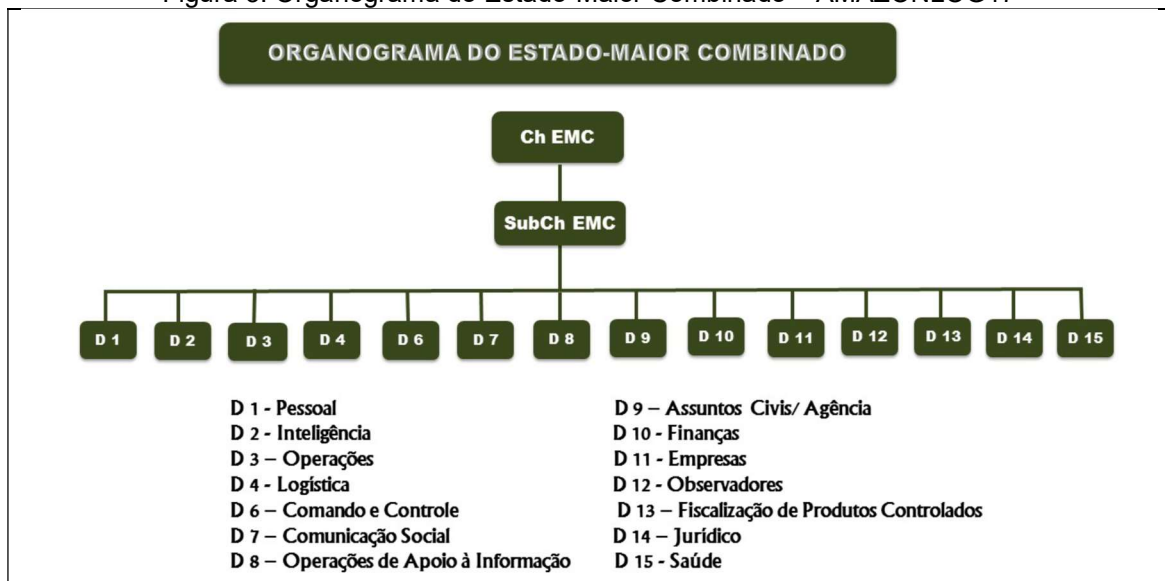 ORGANOGRAMA DO ESTADO-MAIOR COMBINADO
Ch EMC
SubCh EMC
D 1 D 2 D 3 D 4 D 6 D 7 D 8 D 9 D 10 D 11 D 12 D 13 D 14 D 15
D 1 - Pessoal
D 2 - Inteligência
D 3 – Operações
D 4 - Logística
D 6 – Comando e Controle
D 7 – Comunicação Social
D 8 – Operações de Apoio à Informação
D 9 – Assuntos Civis/ Agência
D 10 - Finanças
D 11 - Empresas
D 12 - Observadores
D 13 – Fiscalização de Produtos Controlados
D 14 – Jurídico
D 15 - Saúde